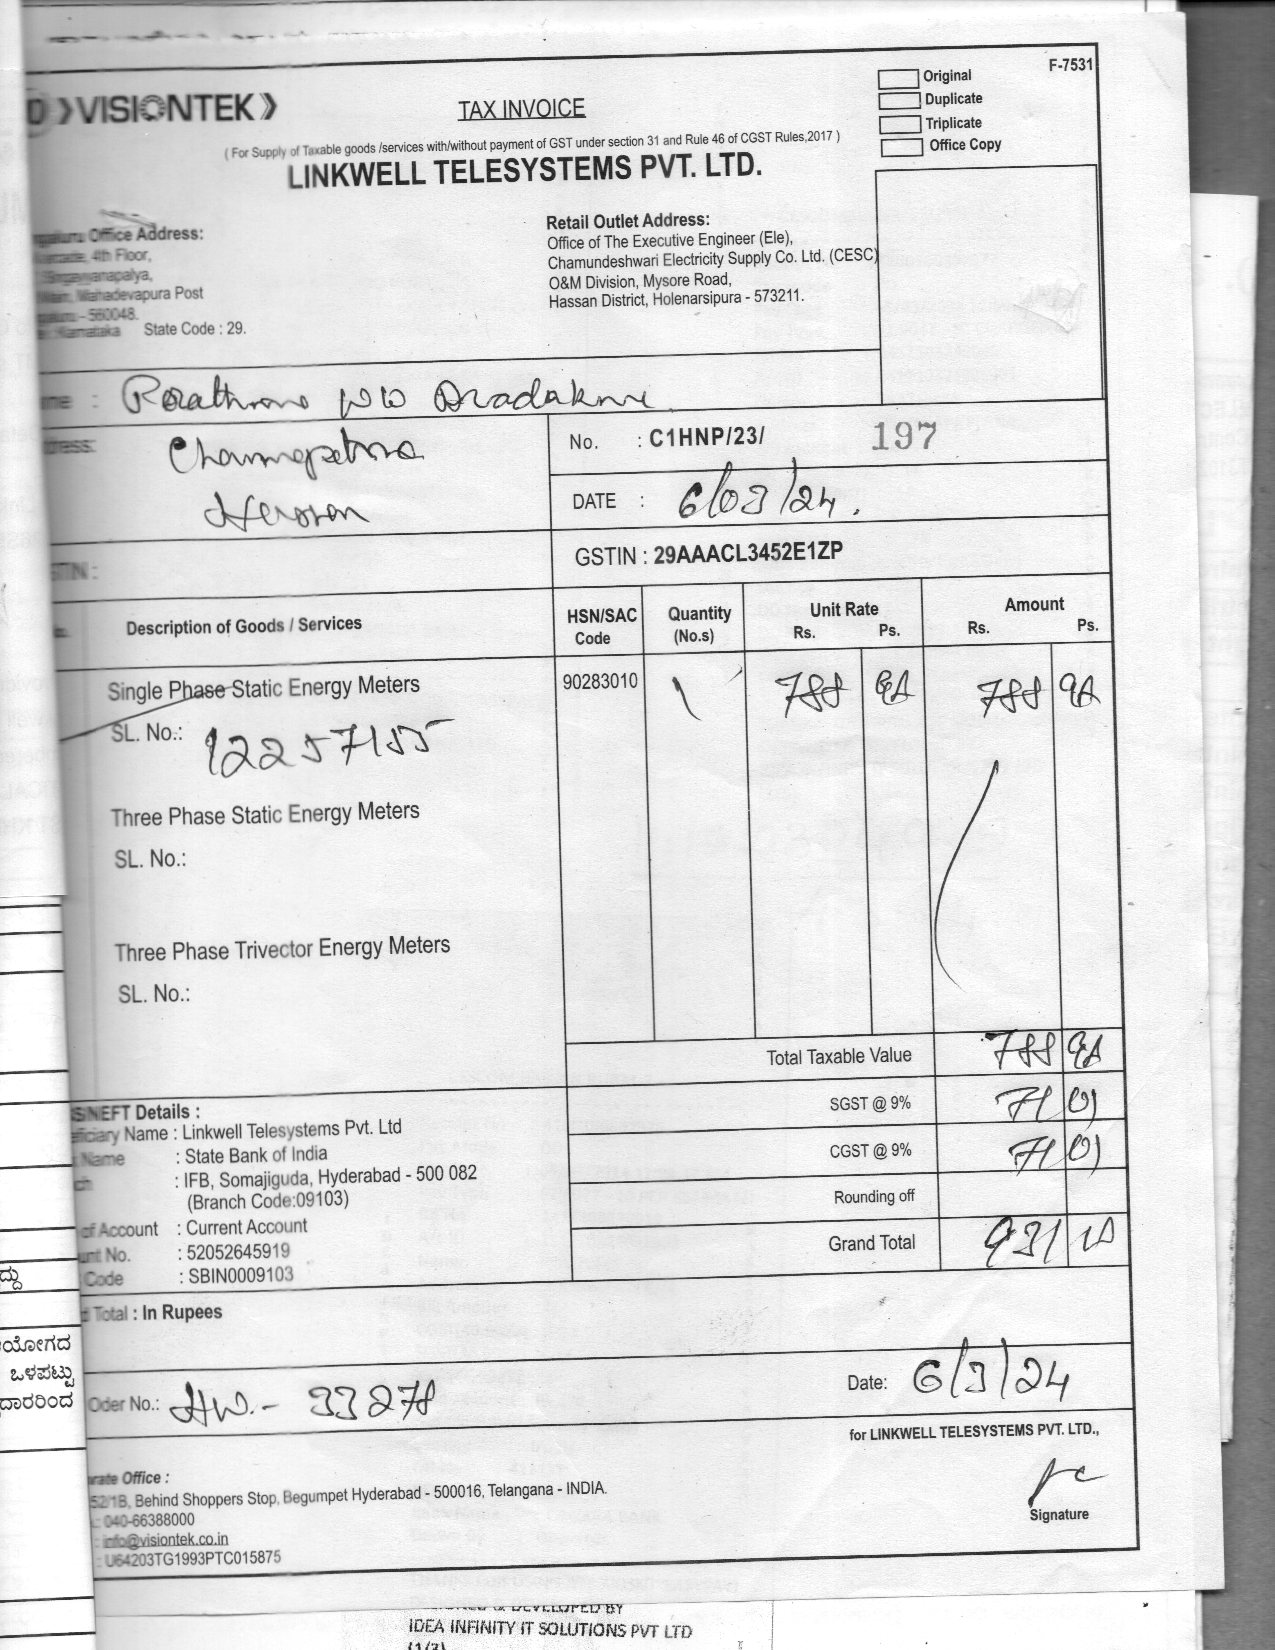 F-7531
Original
Duplicate
Triplicate
Office Copy
VISIONTEK
TAX INVOICE
( For Supply of Taxable goods /services with/without payment of GST under section 31 and Rule 46 of CGST Rules,2017 )
LINKWELL TELESYSTEMS PVT. LTD.
Office Address:
4th Floor,
Mahadevapura Post
- 560048.
State Code : 29.
Retail Outlet Address:
Office of The Executive Engineer (Ele),
Chamundeshwari Electricity Supply Co. Ltd. (CESC)
O&M Division, Mysore Road,
Hassan District, Holenarsipura - 573211.
No. : C1HNP/23/ 197
DATE : 6/03/24.
GSTIN : 29AAACL3452E1ZP
Description of Goods / Services
HSN/SAC Code
Quantity (No.s)
Unit Rate Rs. Ps.
Amount Rs. Ps.
Single Phase Static Energy Meters 90283010 1 788 788
SL. No.: 12257155
Three Phase Static Energy Meters
SL. No.:
Three Phase Trivector Energy Meters
SL. No.:
Total Taxable Value 788
SGST @ 9% 71 01
CGST @ 9% 71 01
Rounding off
Grand Total 931
NEFT Details :
Name : Linkwell Telesystems Pvt. Ltd
Name : State Bank of India
: IFB, Somajiguda, Hyderabad - 500 082
(Branch Code:09103)
of Account : Current Account
No. : 52052645919
Code : SBIN0009103
Total : In Rupees
Oder No.: 33278
Date: 6/3/24
for LINKWELL TELESYSTEMS PVT. LTD.,
Signature
Office :
Behind Shoppers Stop, Begumpet Hyderabad - 500016, Telangana - INDIA.
: 040-66388000
: info@visiontek.co.in
: U64203TG1993PTC015875
ಒಳಪಟ್ಟು
IDEA INFINITY IT SOLUTIONS PVT LTD